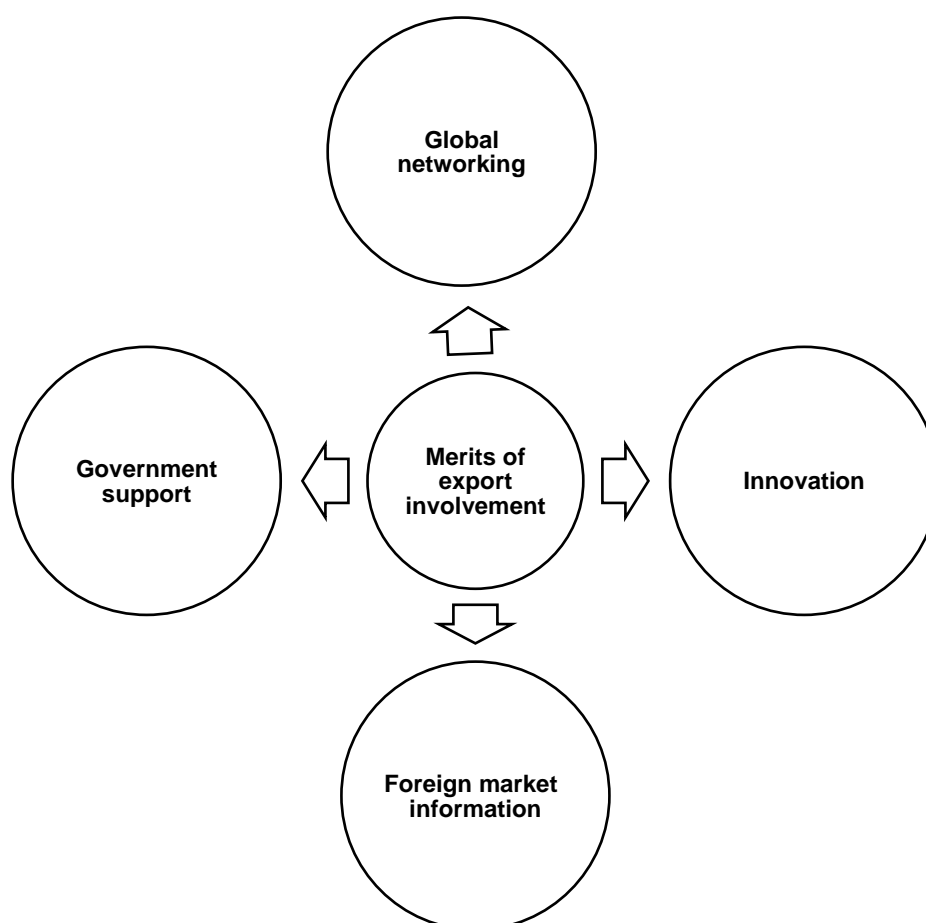 Global
networking
Government
support
Merits of
export
involvement
Innovation
Foreign market
information